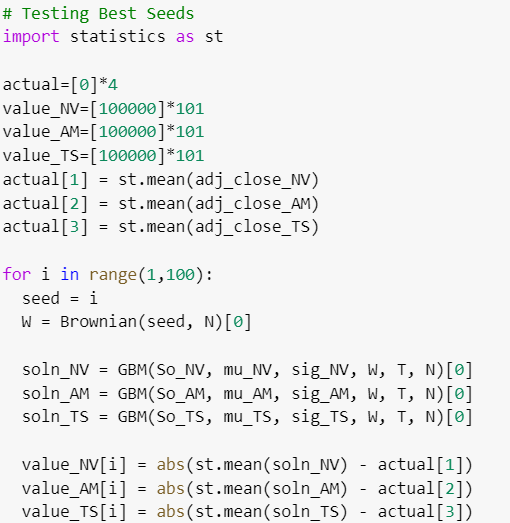 # Testing Best Seeds
import statistics as st
actual=[0]*4
value_NV=[100000]*101
value_AM=[100000]*101
value_TS=[100000]*101
actual[1] = st.mean(adj_close_NV)
actual[2] = st.mean(adj_close_AM)
actual[3] = st.mean(adj_close_TS)
for i in range(1,100):
seed = i
W = Brownian(seed, N)[0]
soln_NV = GBM(So_NV, mu_NV, sig_NV, W, T, N)[0]
soln_AM = GBM(So_AM, mu_AM, sig_AM, W, T, N)[0]
soln_TS = GBM(So_TS, mu_TS, sig_TS, W, T, N)[0]
value_NV[i] = abs(st.mean(soln_NV) - actual[1])
value_AM[i] = abs(st.mean(soln_AM) - actual[2])
value_TS[i] = abs(st.mean(soln_TS) - actual[3])